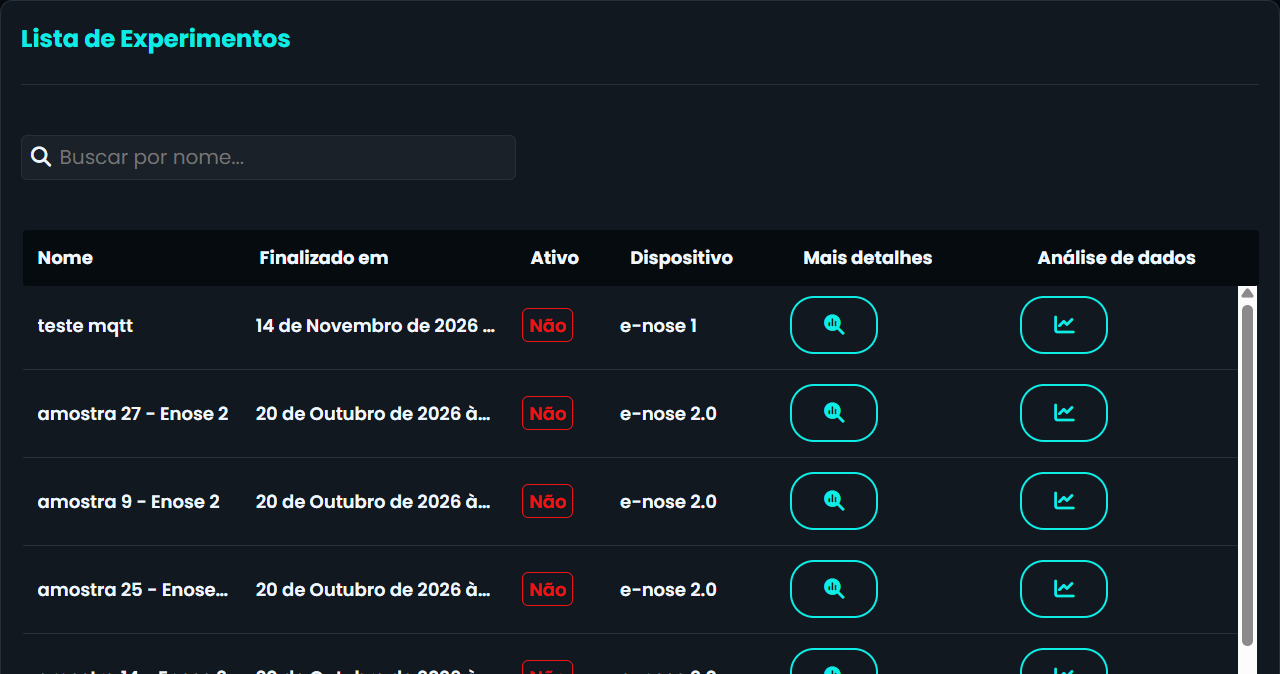 Lista de Experimentos
Buscar por nome...
Nome Finalizado em Ativo Dispositivo Mais detalhes Análise de dados
teste mqtt 14 de Novembro de 2026 ... Não e-nose 1
amostra 27 - Enose 2 20 de Outubro de 2026 à... Não e-nose 2.0
amostra 9 - Enose 2 20 de Outubro de 2026 à... Não e-nose 2.0
amostra 25 - Enose... 20 de Outubro de 2026 à... Não e-nose 2.0